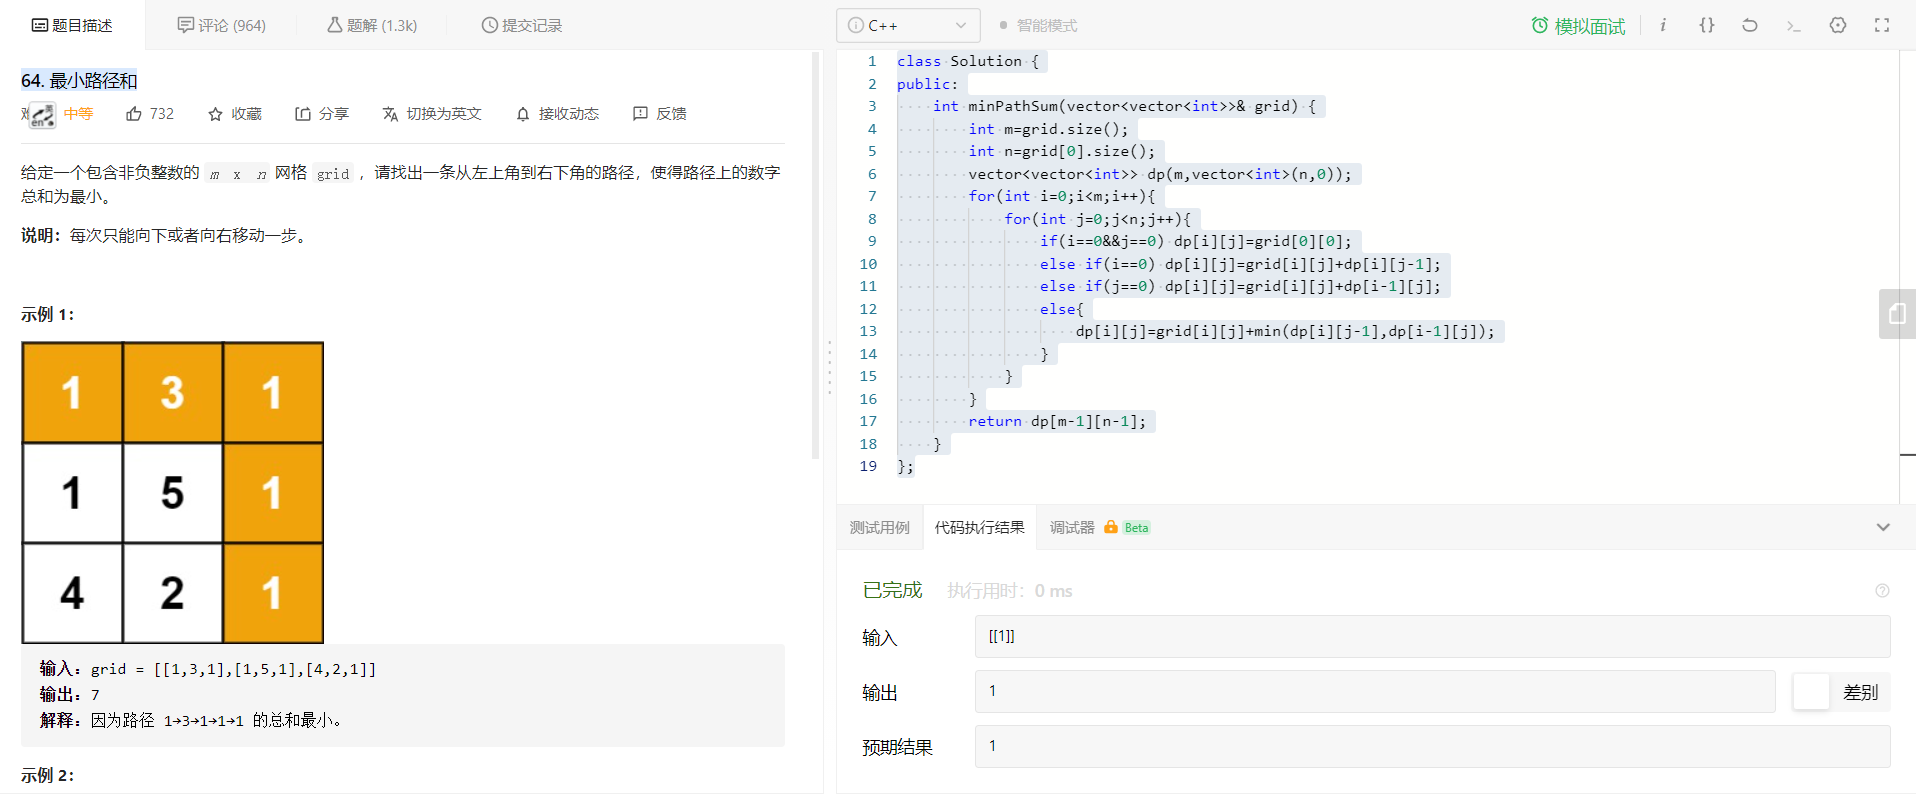 题目描述 评论 (964) 题解 (1.3k) 提交记录
64. 最小路径和
中等 732 收藏 分享 切换为英文 接收动态 反馈
给定一个包含非负整数的 m x n 网格 grid ，请找出一条从左上角到右下角的路径，使得路径上的数字
总和为最小。
说明：每次只能向下或者向右移动一步。
示例 1：
1 3 1
1 5 1
4 2 1
输入：grid = [[1,3,1],[1,5,1],[4,2,1]]
输出：7
解释：因为路径 1→3→1→1→1 的总和最小。
示例 2：
C++ 智能模式 模拟面试
1 class Solution {
2 public:
3 int minPathSum(vector<vector<int>>& grid) {
4 int m=grid.size();
5 int n=grid[0].size();
6 vector<vector<int>> dp(m,vector<int>(n,0));
7 for(int i=0;i<m;i++){
8 for(int j=0;j<n;j++){
9 if(i==0&&j==0) dp[i][j]=grid[0][0];
10 else if(i==0) dp[i][j]=grid[i][j]+dp[i][j-1];
11 else if(j==0) dp[i][j]=grid[i][j]+dp[i-1][j];
12 else{
13 dp[i][j]=grid[i][j]+min(dp[i][j-1],dp[i-1][j]);
14 }
15 }
16 }
17 return dp[m-1][n-1];
18 }
19 };
测试用例 代码执行结果 调试器 Beta
已完成 执行用时：0 ms
输入 [[1]]
输出 1 差别
预期结果 1